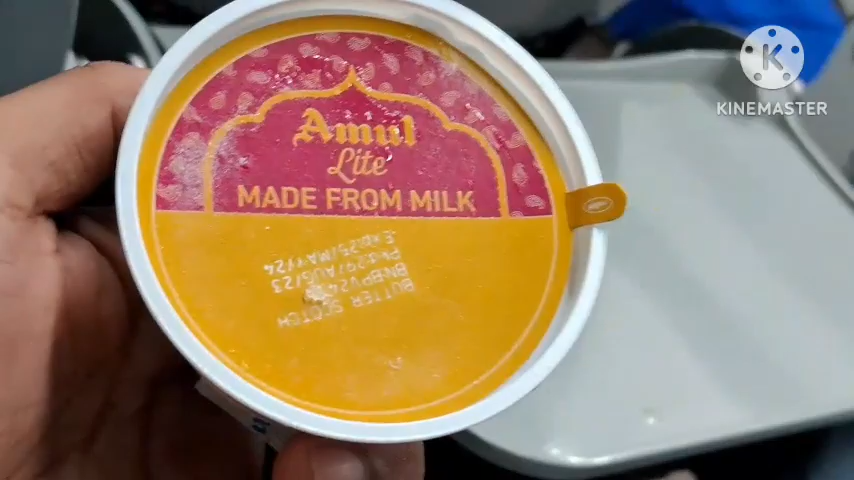 Amul
Lite
MADE FROM MILK
BUTTER SCOTCH
Pkd:29/AUG/23
Exp:25/MAY/24
K
KINEMASTER